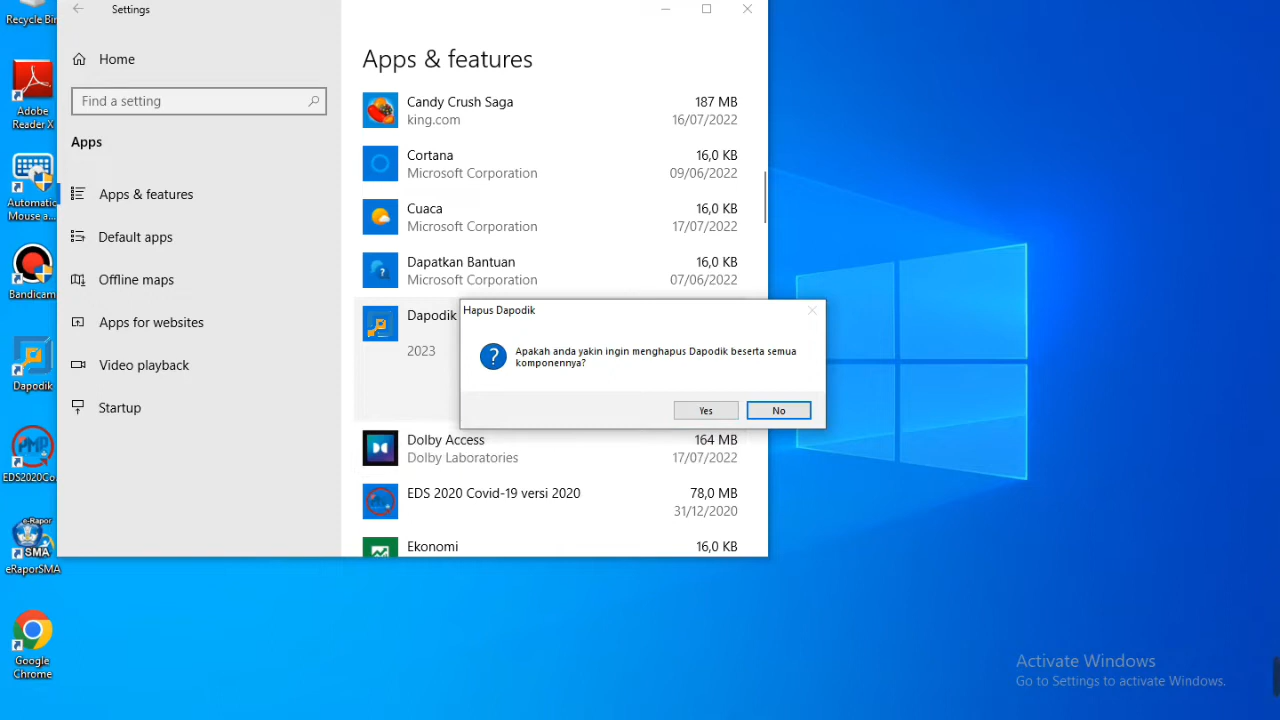 Recycle Bin
Adobe
Reader X
Automatic
Mouse a...
Bandicam
Dapodik
EDS2020Co...
e-Rapor
SMA
eRaporSMA
Google
Chrome
Settings
Home
Find a setting
Apps
Apps & features
Default apps
Offline maps
Apps for websites
Video playback
Startup
Apps & features
Candy Crush Saga 187 MB
king.com 16/07/2022
Cortana 16,0 KB
Microsoft Corporation 09/06/2022
Cuaca 16,0 KB
Microsoft Corporation 17/07/2022
Dapatkan Bantuan 16,0 KB
Microsoft Corporation 07/06/2022
Dapodik
2023
Hapus Dapodik
Apakah anda yakin ingin menghapus Dapodik beserta semua
komponennya?
Yes No
Dolby Access 164 MB
Dolby Laboratories 17/07/2022
EDS 2020 Covid-19 versi 2020 78,0 MB
31/12/2020
Ekonomi 16,0 KB
Activate Windows
Go to Settings to activate Windows.